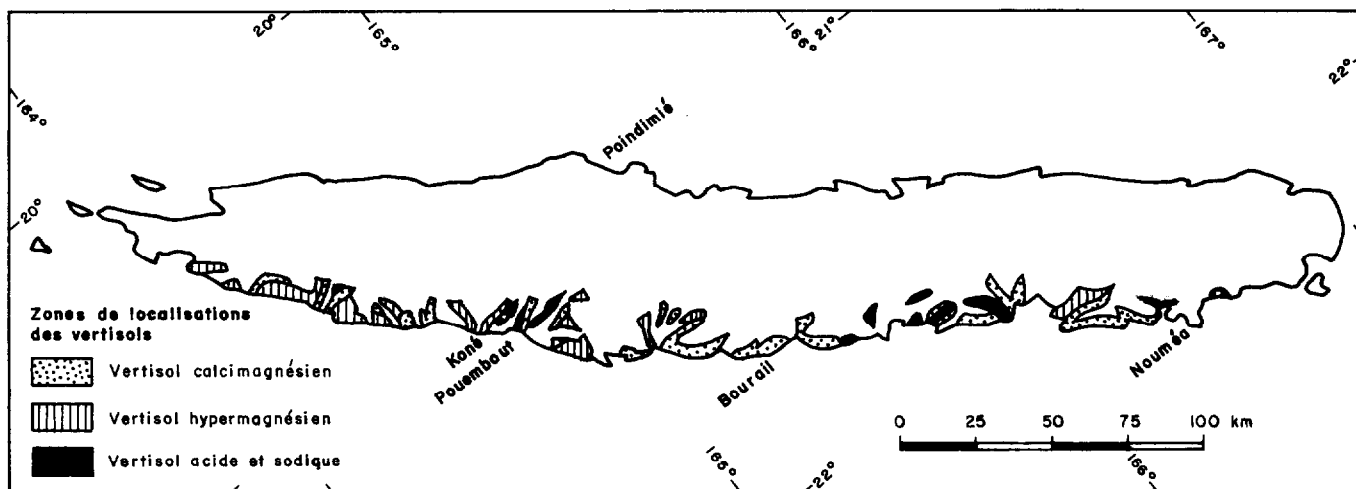 20°
165°
166°
21°
167°
22°
164°
Poindimié
20°
Zones de localisations
des vertisols
Vertisol calcimagnésien
Vertisol hypermagnésien
Vertisol acide et sodique
Koné
Pouembout
Bourail
Nouméa
0 25 50 75 100 km
165°
22°
166°